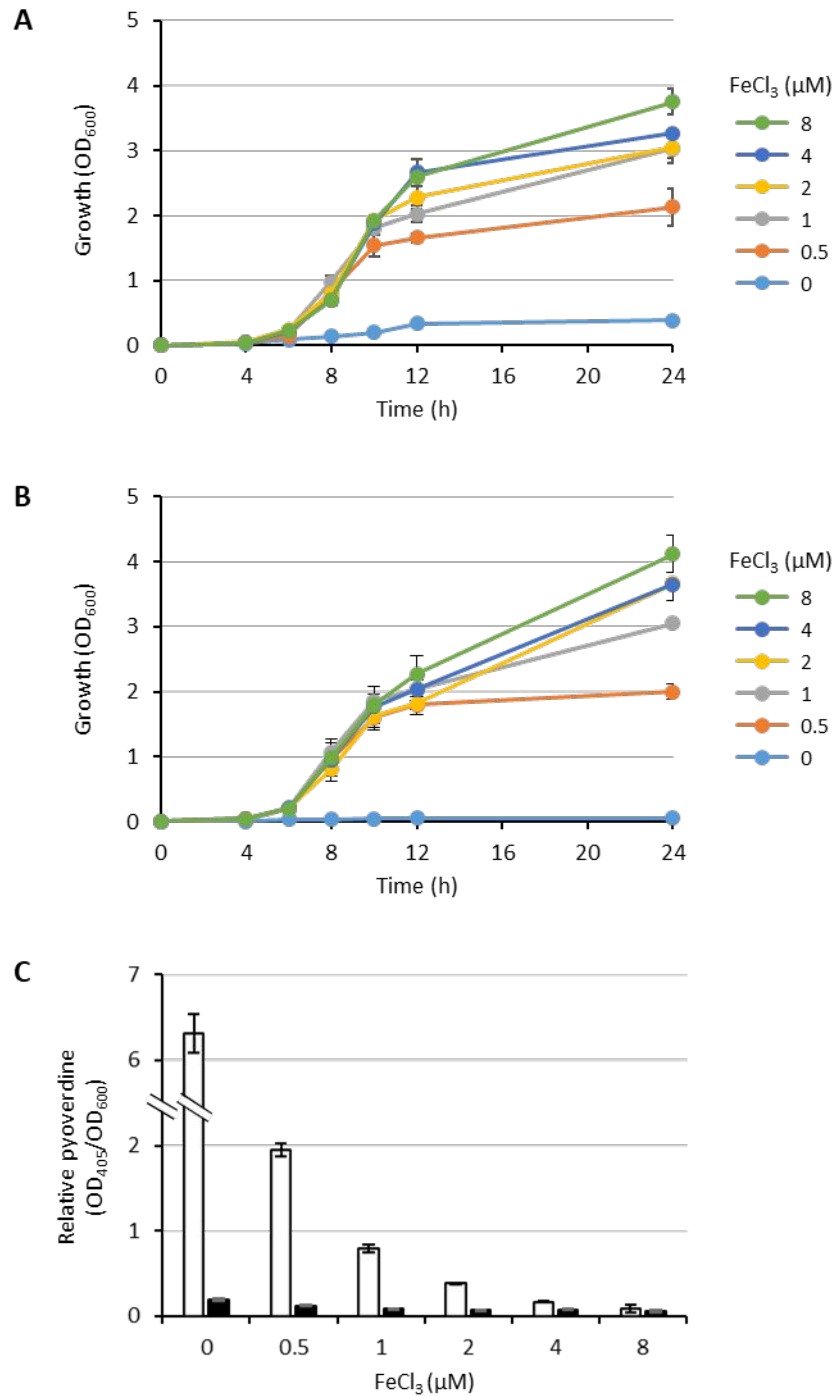 A
5
4
3
2
1
0
Growth (OD₆₀₀)
0 4 8 12 16 20 24
Time (h)
FeCl₃ (µM)
8
4
2
1
0.5
0
B
5
4
3
2
1
0
Growth (OD₆₀₀)
0 4 8 12 16 20 24
Time (h)
FeCl₃ (µM)
8
4
2
1
0.5
0
C
7
6
2
1
0
Relative pyoverdine
(OD₄₀₅/OD₆₀₀)
0 0.5 1 2 4 8
FeCl₃ (µM)